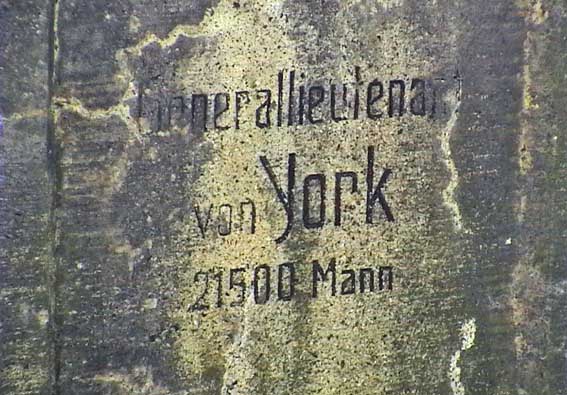 Generallieutenant
von York
21500 Mann